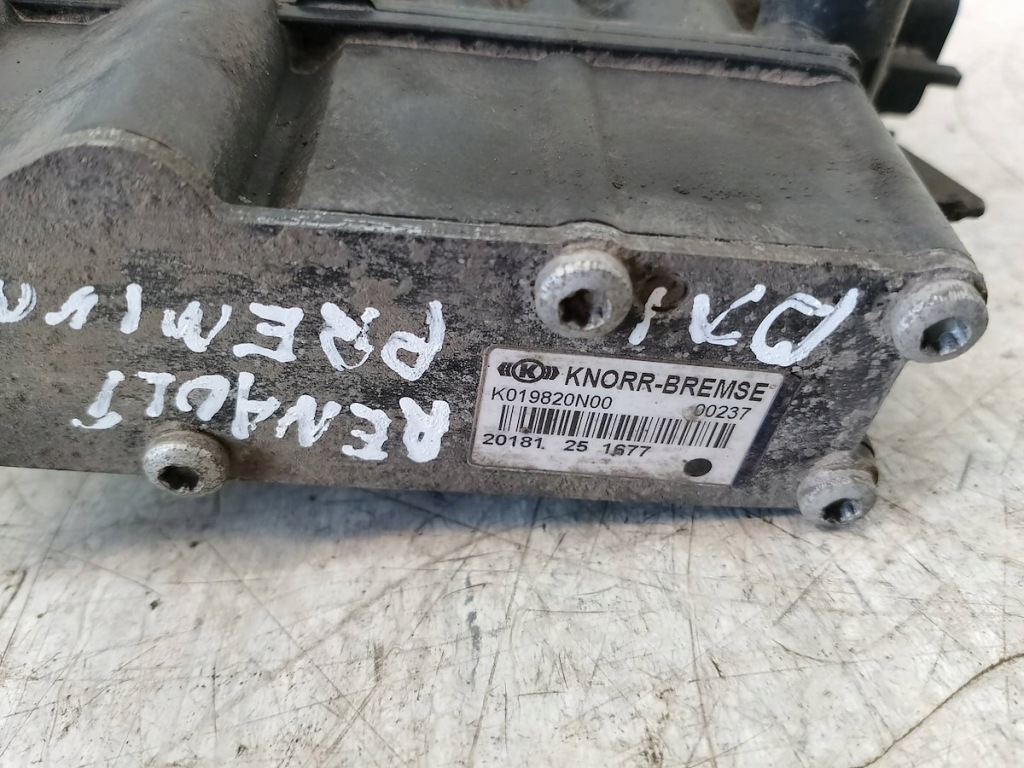 KNORR-BREMSE
K019820N00 00237
20181. 25 1677
RENAULT
PREMIUM
DXI